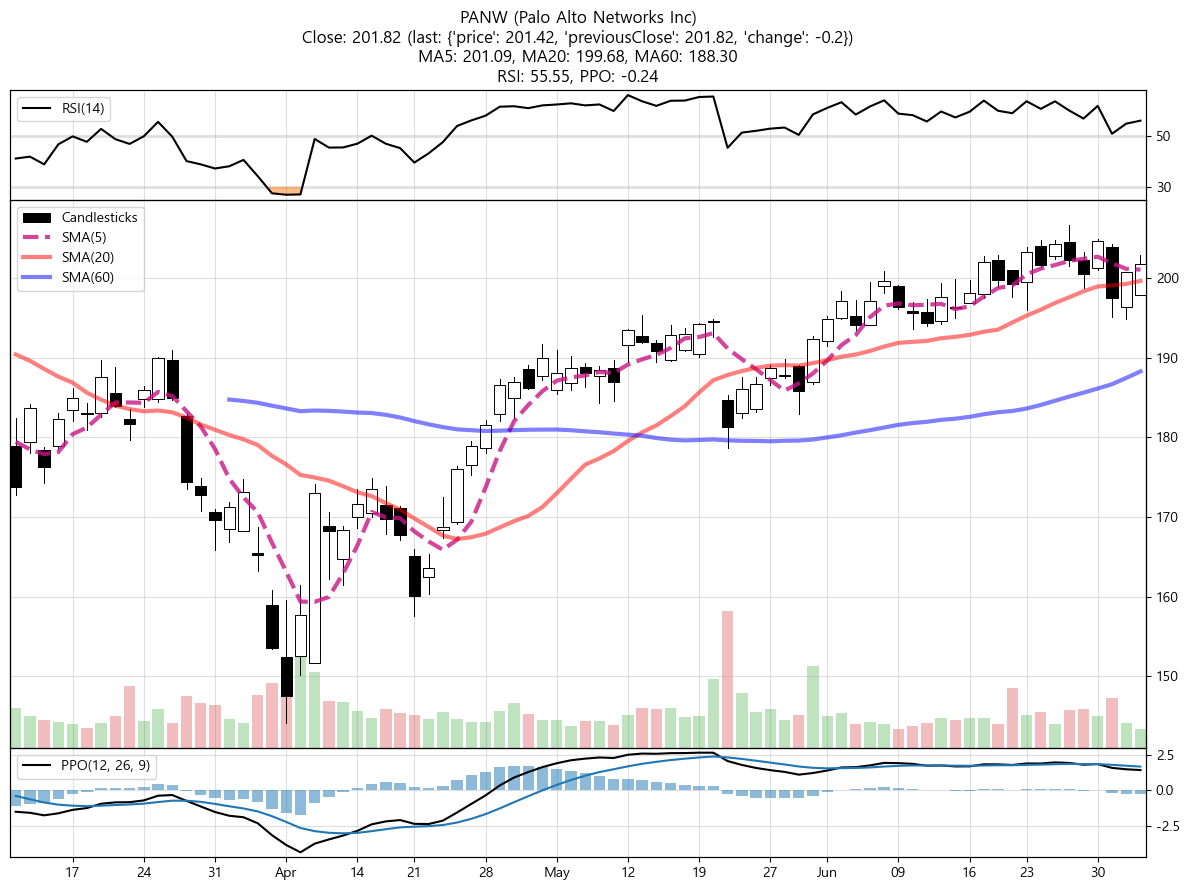 PANW (Palo Alto Networks Inc)
Close: 201.82 (last: {'price': 201.42, 'previousClose': 201.82, 'change': -0.2})
MA5: 201.09, MA20: 199.68, MA60: 188.30
RSI: 55.55, PPO: -0.24
RSI(14)
50
30
Candlesticks
SMA(5)
SMA(20)
SMA(60)
200
190
180
170
160
150
PPO(12, 26, 9)
2.5
0.0
-2.5
17 24 31 Apr 14 21 28 May 12 19 27 Jun 09 16 23 30